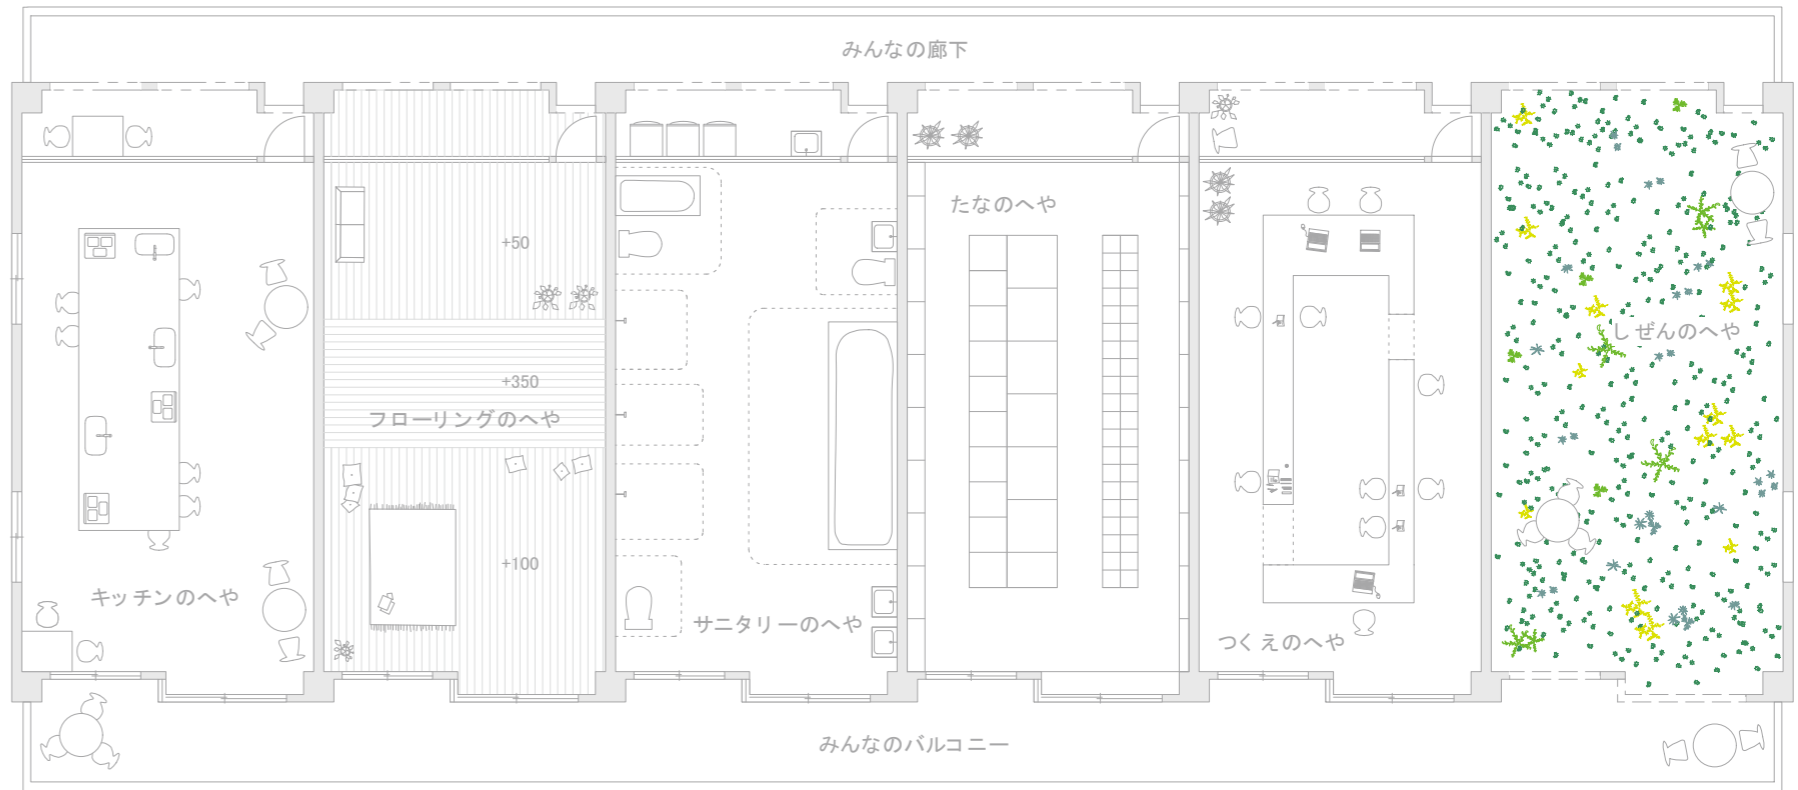 みんなの廊下
たなのへや
+50
しぜんのへや
+350
フローリングのへや
+100
キッチンのへや
サニタリーのへや
つくえのへや
みんなのバルコニー